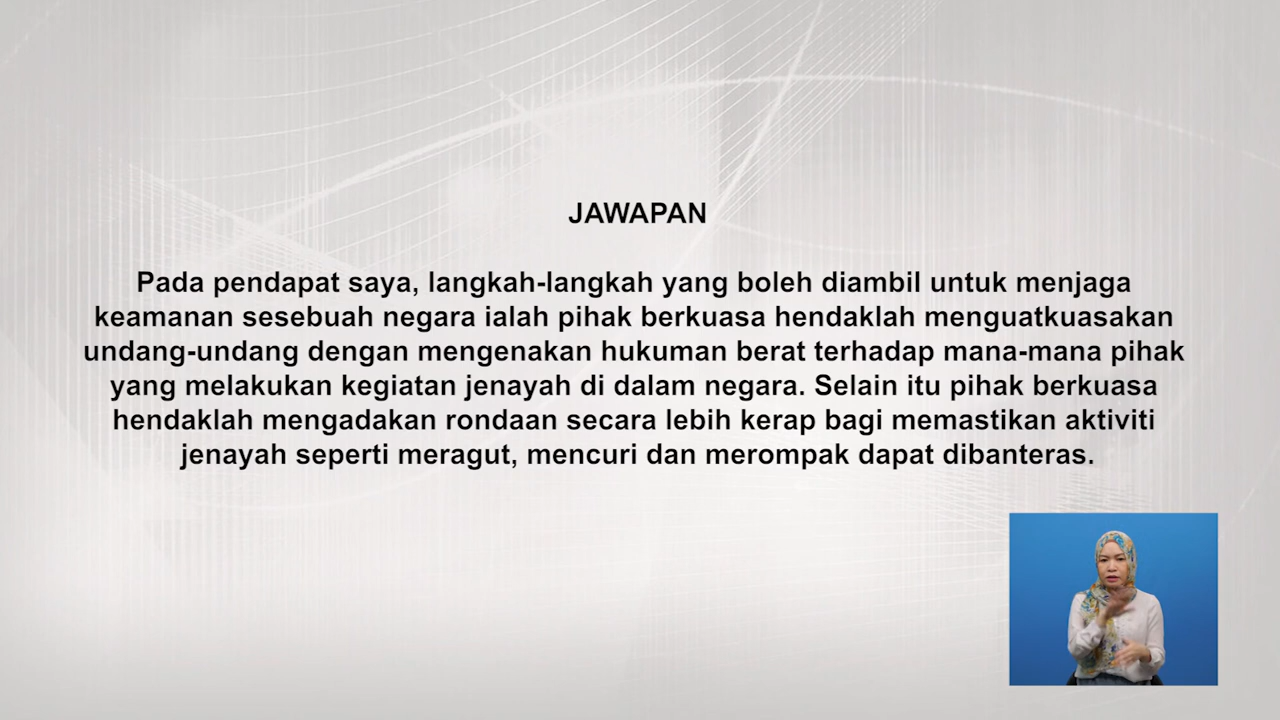 JAWAPAN
Pada pendapat saya, langkah-langkah yang boleh diambil untuk menjaga
keamanan sesebuah negara ialah pihak berkuasa hendaklah menguatkuasakan
undang-undang dengan mengenakan hukuman berat terhadap mana-mana pihak
yang melakukan kegiatan jenayah di dalam negara. Selain itu pihak berkuasa
hendaklah mengadakan rondaan secara lebih kerap bagi memastikan aktiviti
jenayah seperti meragut, mencuri dan merompak dapat dibanteras.